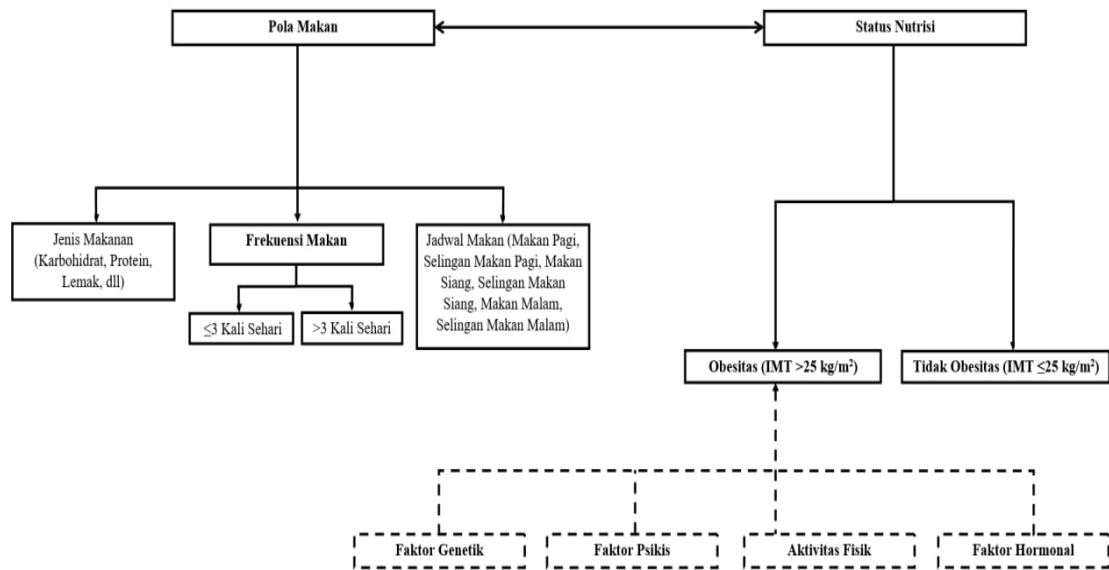 Pola Makan
Status Nutrisi
Jenis Makanan
(Karbohidrat, Protein,
Lemak, dll)
Frekuensi Makan
Jadwal Makan (Makan Pagi,
Selingan Makan Pagi, Makan
Siang, Selingan Makan
Siang, Makan Malam,
Selingan Makan Malam)
≤3 Kali Sehari
>3 Kali Sehari
Obesitas (IMT >25 kg/m²)
Tidak Obesitas (IMT ≤25 kg/m²)
Faktor Genetik
Faktor Psikis
Aktivitas Fisik
Faktor Hormonal